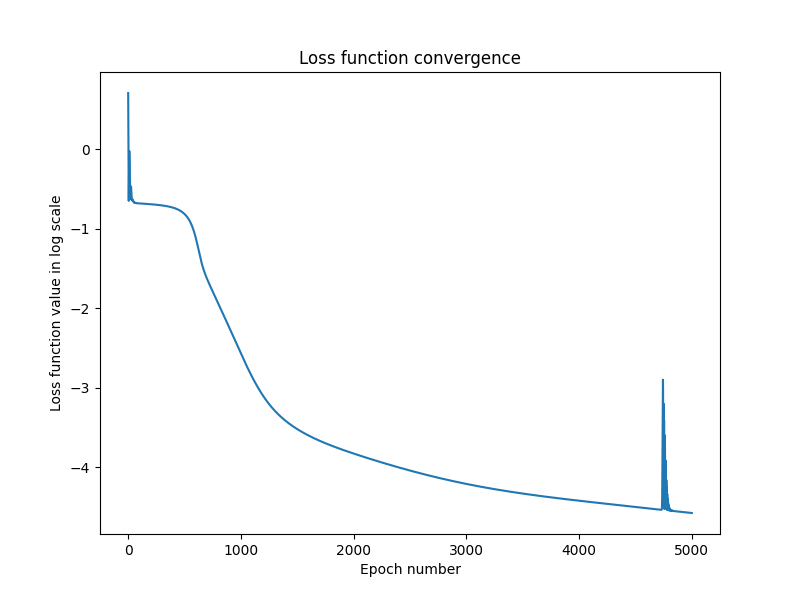 Loss function convergence
Loss function value in log scale
0
−1
−2
−3
−4
0 1000 2000 3000 4000 5000
Epoch number